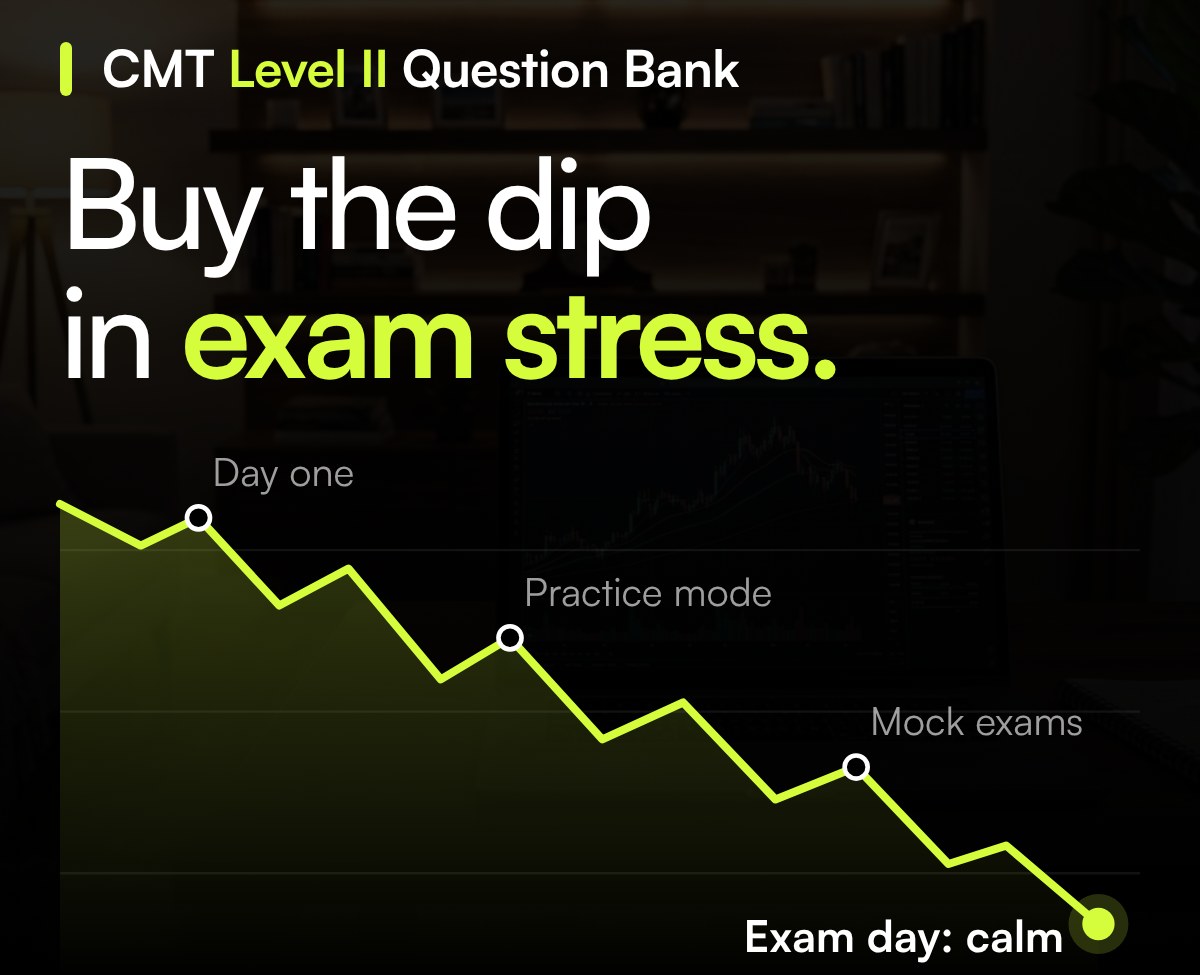 CMT Level II Question Bank
Buy the dip
in exam stress.
Day one
Practice mode
Mock exams
Exam day: calm